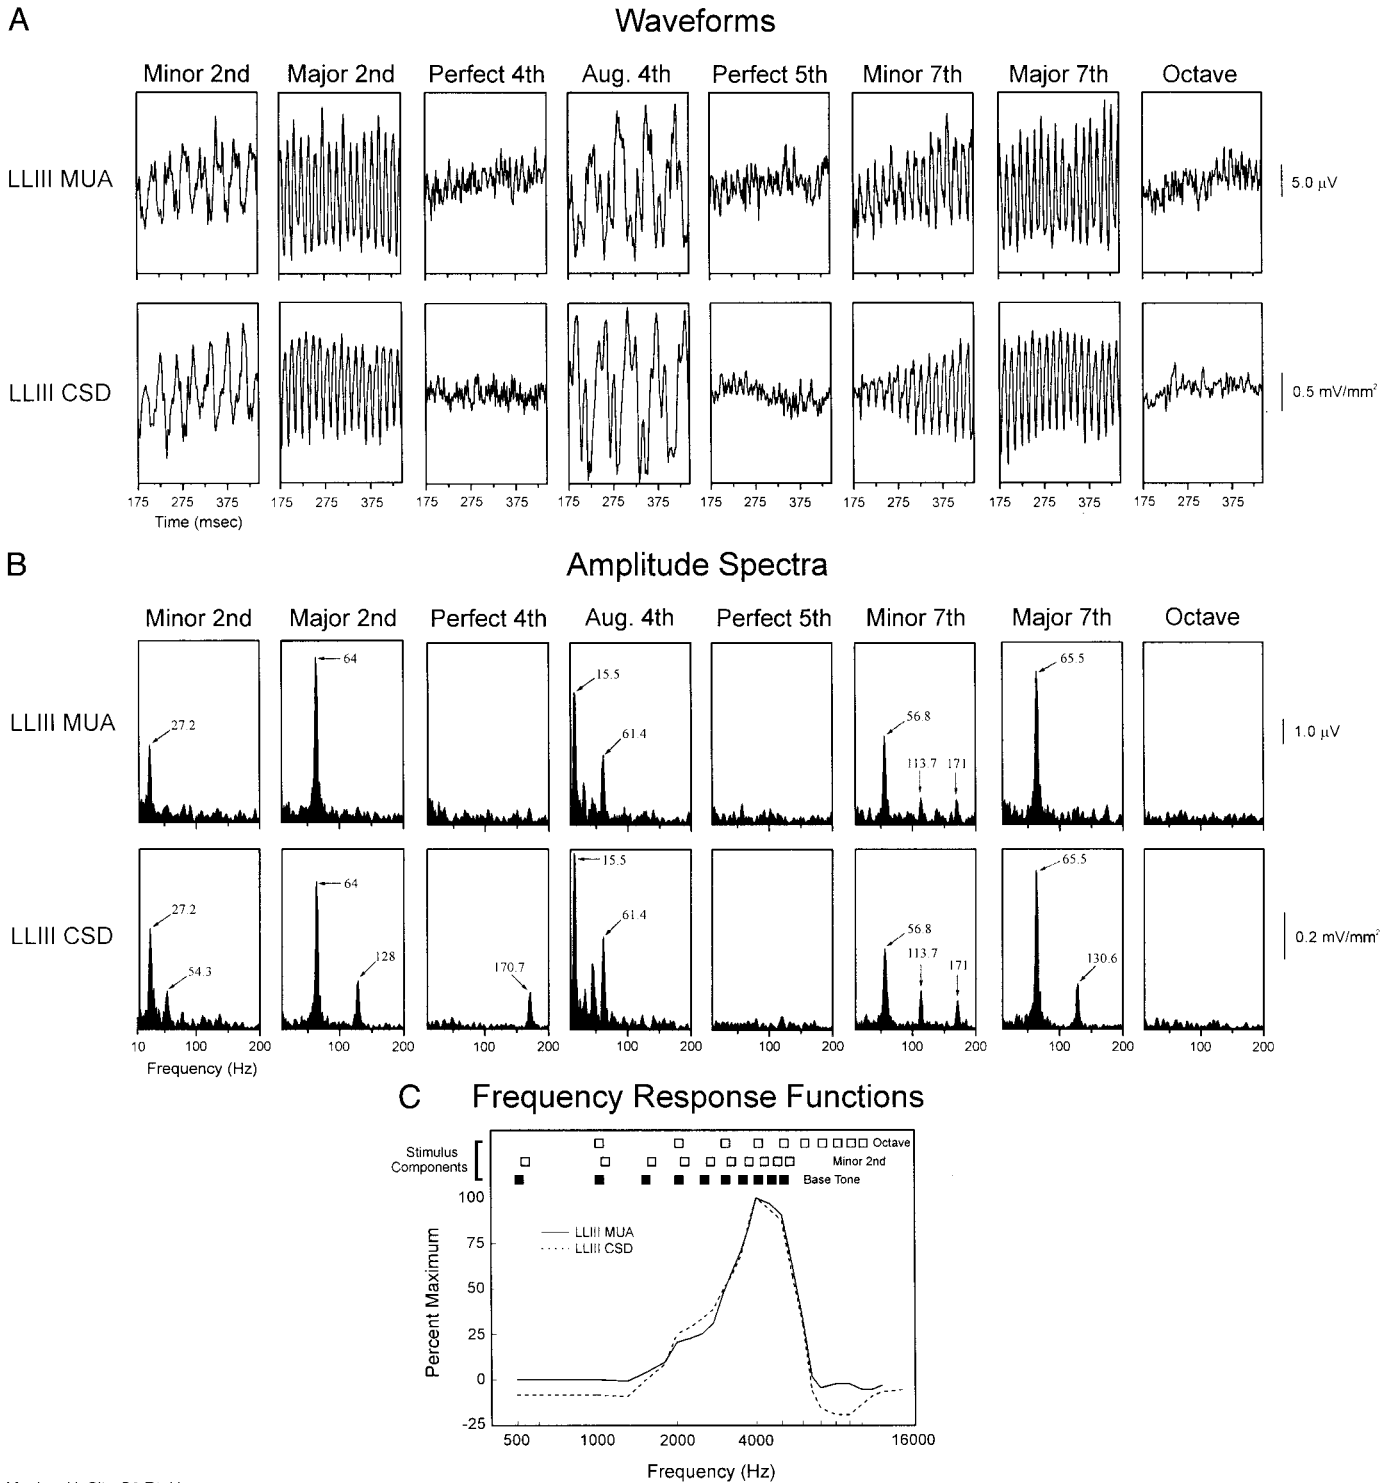 A
Waveforms
Minor 2nd Major 2nd Perfect 4th Aug. 4th Perfect 5th Minor 7th Major 7th Octave
LLIII MUA
5.0 μV
LLIII CSD
0.5 mV/mm²
175 275 375 175 275 375 175 275 375 175 275 375 175 275 375 175 275 375 175 275 375 175 275 375
Time (msec)
B
Amplitude Spectra
Minor 2nd Major 2nd Perfect 4th Aug. 4th Perfect 5th Minor 7th Major 7th Octave
LLIII MUA
27.2
64
15.5
61.4
56.8
113.7 171
65.5
1.0 μV
LLIII CSD
27.2
54.3
64
128
170.7
15.5
61.4
56.8
113.7
171
65.5
130.6
0.2 mV/mm²
10 100 200 100 200 100 200 100 200 100 200 100 200 100 200 100 200
Frequency (Hz)
C
Frequency Response Functions
Stimulus
Components
Octave
Minor 2nd
Base Tone
LLIII MUA
LLIII CSD
Percent Maximum
100
75
50
25
0
-25
500 1000 2000 4000 16000
Frequency (Hz)